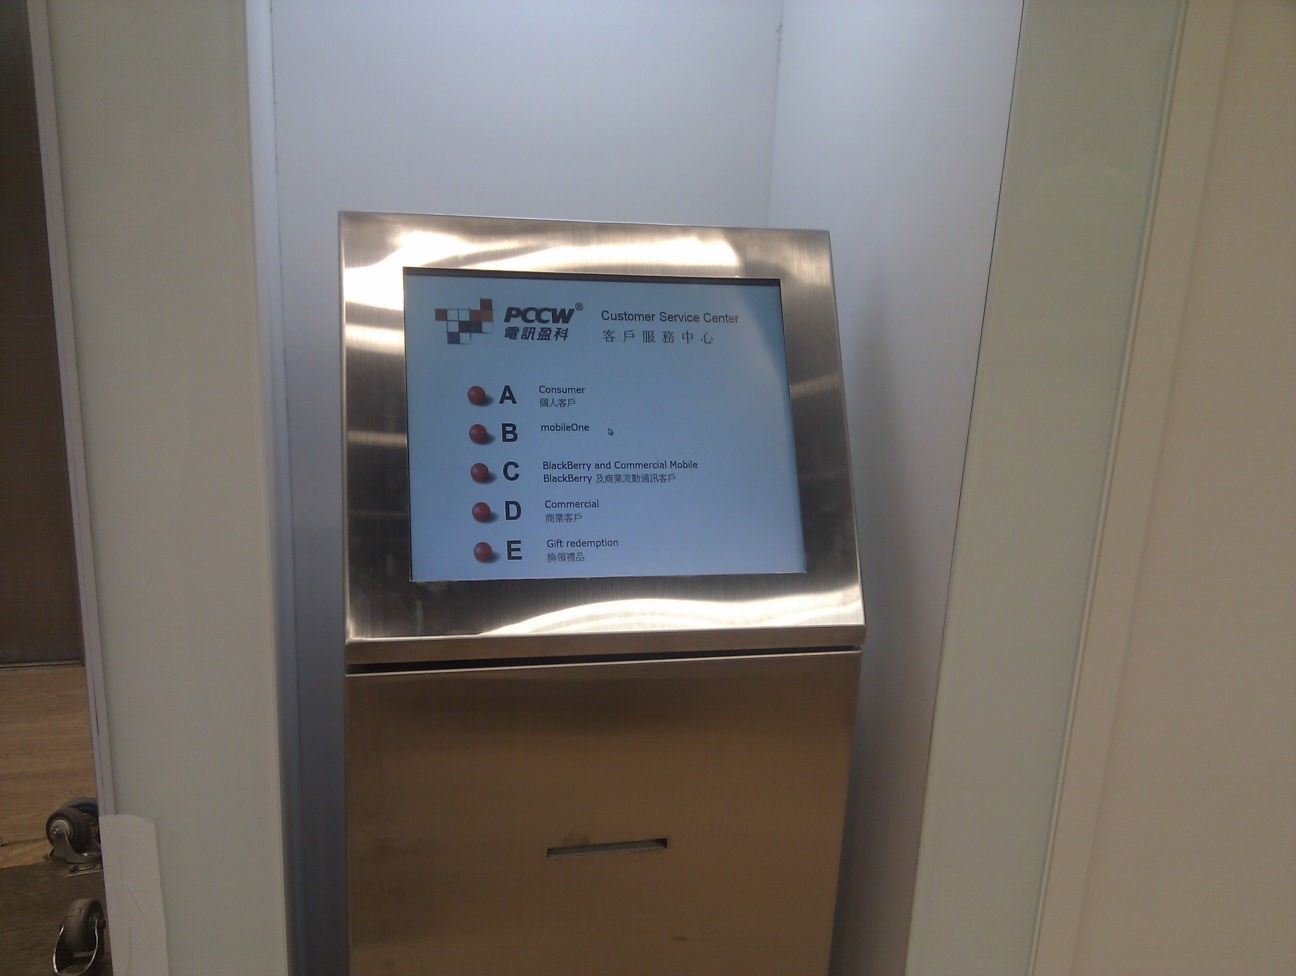 PCCW®
電訊盈科
Customer Service Center
客戶服務中心
A Consumer
個人客戶
B mobileOne
C BlackBerry and Commercial Mobile
BlackBerry 及商業流動通訊客戶
D Commercial
商業客戶
E Gift redemption
換領禮品